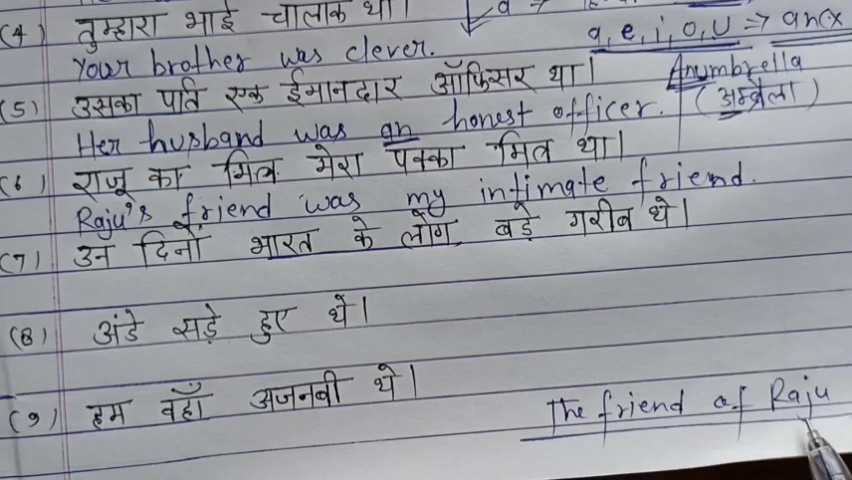 (4) तुम्हारा भाई चालाक था।
a
Your brother was clever.
a, e, i, o, u => an(x
(5) उसका पति एक ईमानदार ऑफिसर था।
Anumbrella
(अम्ब्रेला)
Her husband was an honest officer.
(6) राजू का मित्र मेरा पक्का मित्र था।
Raju's friend was my intimate friend.
(7) उन दिनों भारत के लोग बड़े गरीब थे।
(8) अंडे सड़े हुए थे।
(9) हम वहाँ अजनबी थे।
The friend of Raju